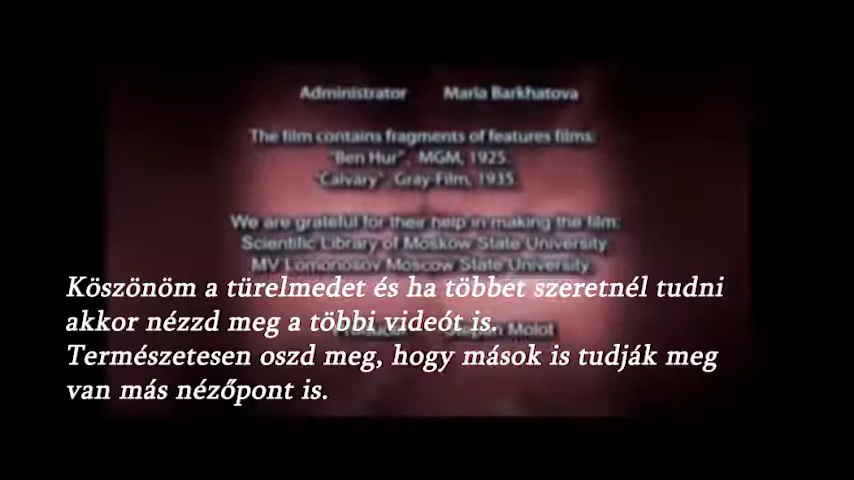 Administrator Maria Barkhatova
The film contains fragments of features films:
"Ben Hur", MGM, 1925.
"Calvary", Gray-Film, 1935.
We are grateful for their help in making the film:
Scientific Library of Moskow State University
MV Lomonosov Moscow State University
Köszönöm a türelmedet és ha többet szeretnél tudni
akkor nézzd meg a többi videót is.
Producer Stepan Molot
Természetesen oszd meg, hogy mások is tudják meg
van más nézőpont is.